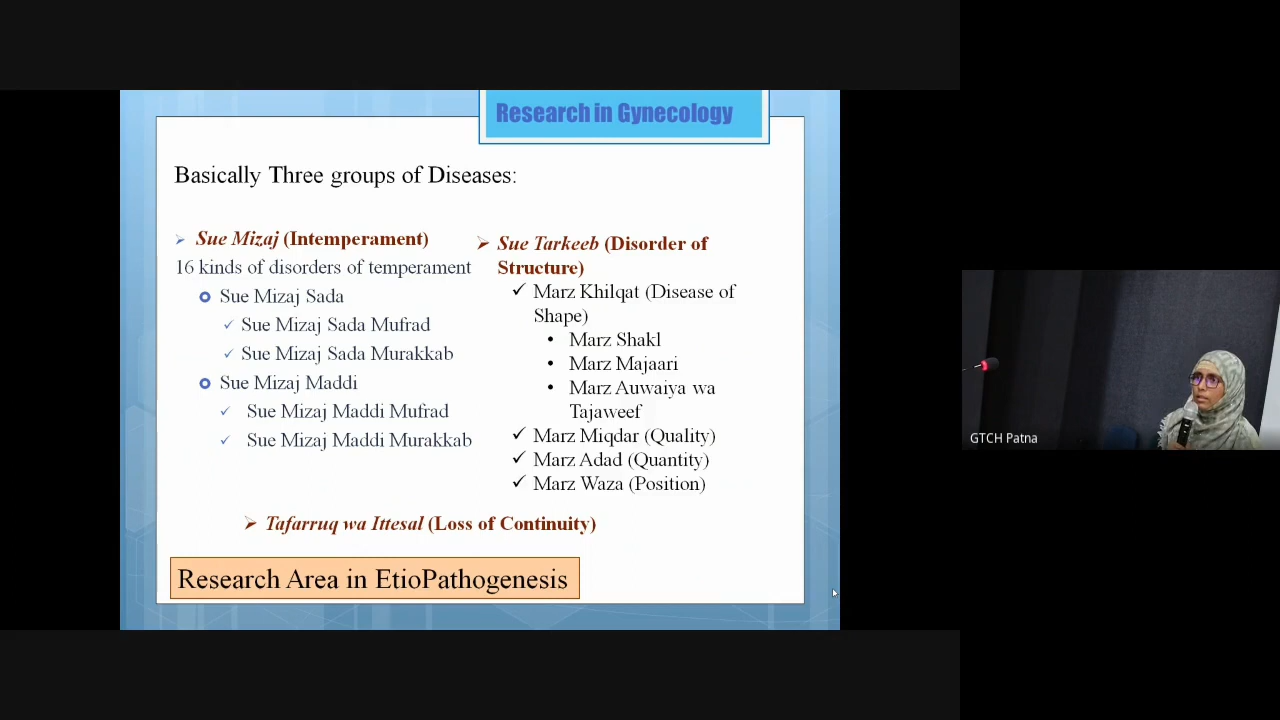 Research in Gynecology
Basically Three groups of Diseases:
Sue Mizaj (Intemperament)
16 kinds of disorders of temperament
Sue Mizaj Sada
Sue Mizaj Sada Mufrad
Sue Mizaj Sada Murakkab
Sue Mizaj Maddi
Sue Mizaj Maddi Mufrad
Sue Mizaj Maddi Murakkab
Sue Tarkeeb (Disorder of
Structure)
Marz Khilqat (Disease of
Shape)
Marz Shakl
Marz Majaari
Marz Auwaiya wa
Tajaweef
Marz Miqdar (Quality)
Marz Adad (Quantity)
Marz Waza (Position)
Tafarruq wa Ittesal (Loss of Continuity)
Research Area in EtioPathogenesis
GTCH Patna